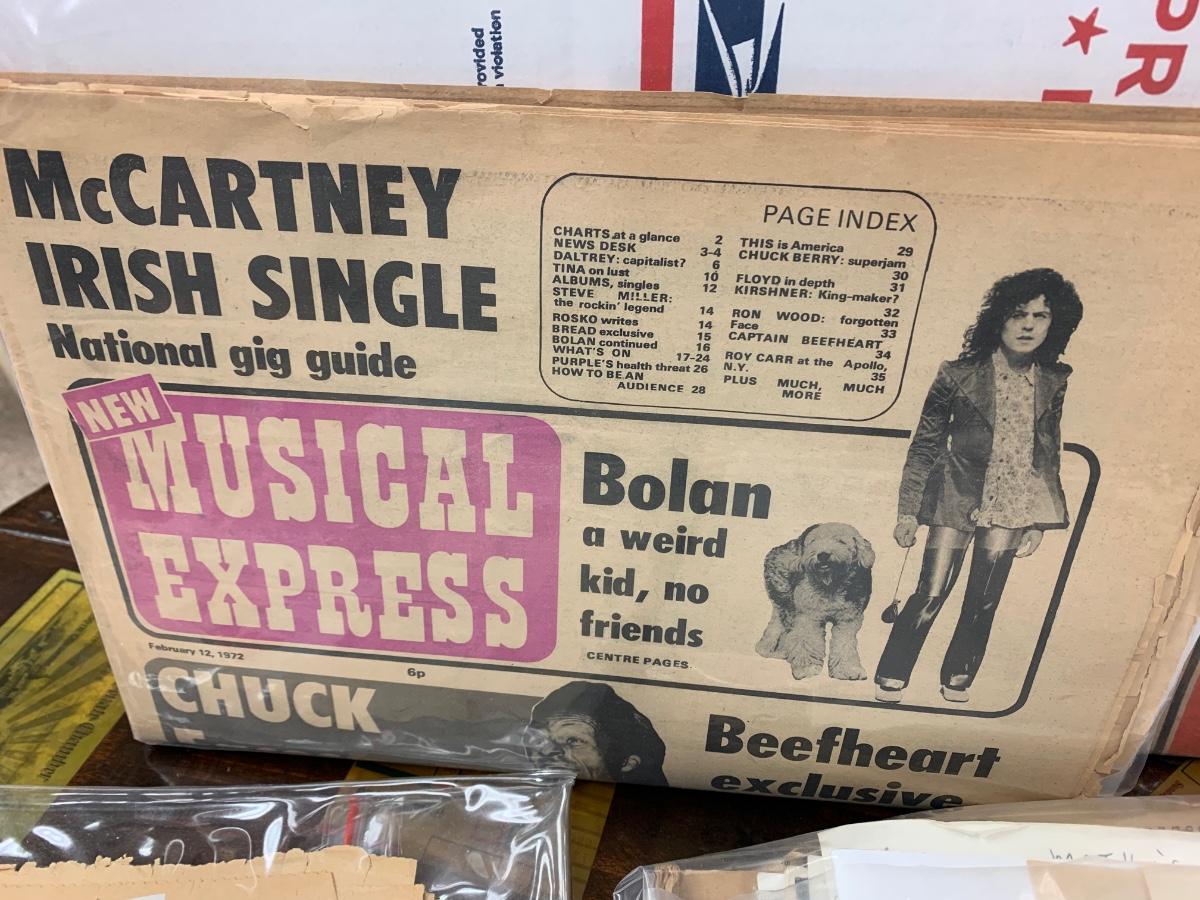 rovided
violation
PR
McCARTNEY
IRISH SINGLE
National gig guide
PAGE INDEX
CHARTS at a glance 2
NEWS DESK 3-4
DALTREY: capitalist? 6
TINA on lust 10
ALBUMS, singles 12
STEVE MILLER:
the rockin' legend 14
ROSKO writes 14
BREAD exclusive 15
BOLAN continued 16
WHAT'S ON 17-24
PURPLE'S health threat 26
HOW TO BE AN
AUDIENCE 28
THIS is America 29
CHUCK BERRY: superjam
30
FLOYD in depth 31
KIRSHNER: King-maker?
32
RON WOOD: forgotten
Face 33
CAPTAIN BEEFHEART
34
ROY CARR at the Apollo,
N.Y. 35
PLUS MUCH, MUCH
MORE
NEW
MUSICAL
EXPRESS
Bolan
a weird
kid, no
friends
CENTRE PAGES
February 12, 1972
6p
CHUCK
Beefheart
exclusive